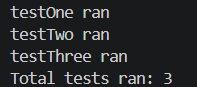 testOne ran
testTwo ran
testThree ran
Total tests ran: 3